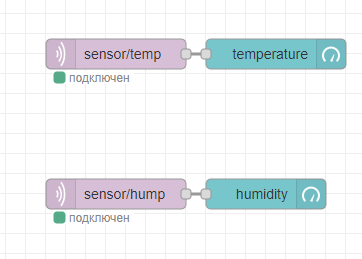 sensor/temp
temperature
подключен
sensor/hump
humidity
подключен